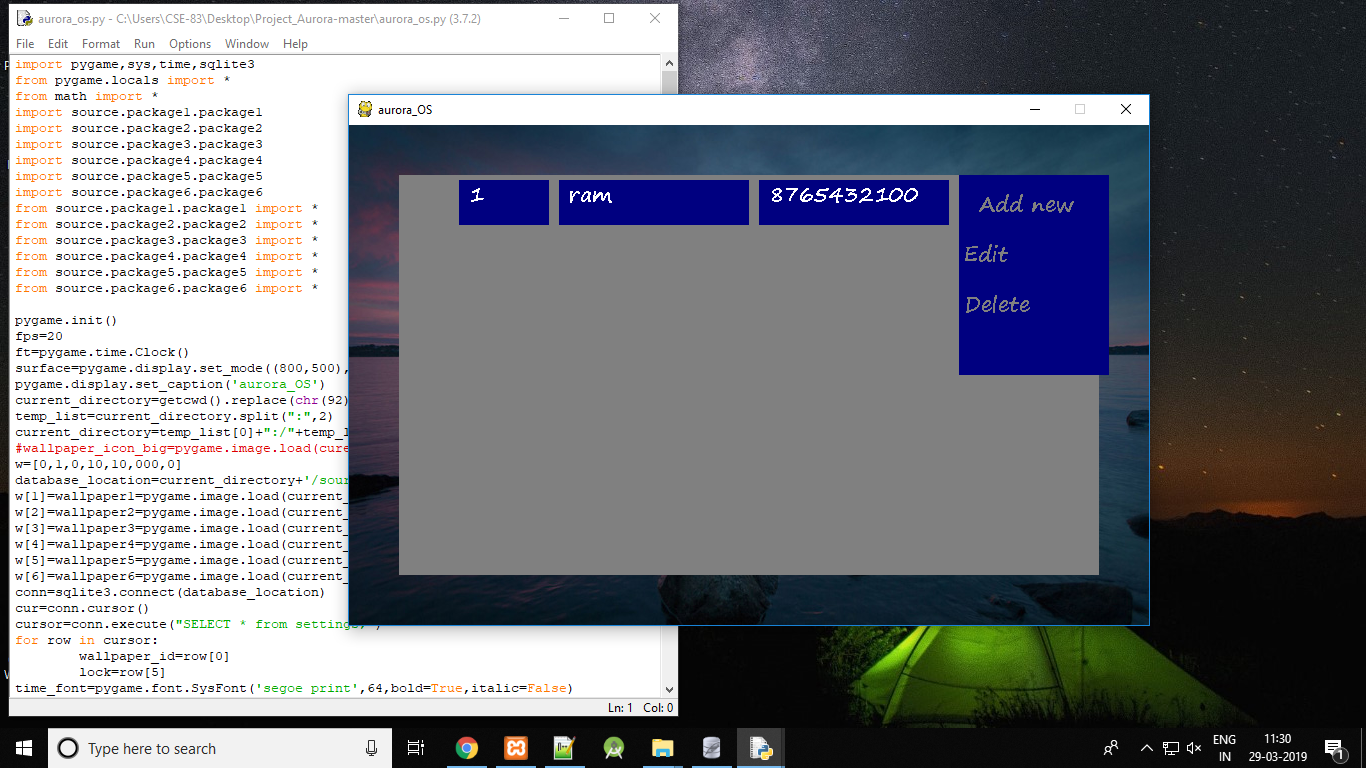 aurora_os.py - C:\Users\CSE-83\Desktop\Project_Aurora-master\aurora_os.py (3.7.2)
File Edit Format Run Options Window Help
import pygame,sys,time,sqlite3
from pygame.locals import *
from math import *
import source.package1.package1
import source.package2.package2
import source.package3.package3
import source.package4.package4
import source.package5.package5
import source.package6.package6
from source.package1.package1 import *
from source.package2.package2 import *
from source.package3.package3 import *
from source.package4.package4 import *
from source.package5.package5 import *
from source.package6.package6 import *
pygame.init()
fps=20
ft=pygame.time.Clock()
surface=pygame.display.set_mode((800,500),
pygame.display.set_caption('aurora_OS')
current_directory=getcwd().replace(chr(92)
temp_list=current_directory.split(":",2)
current_directory=temp_list[0]+":/"+temp_l
#wallpaper_icon_big=pygame.image.load(cure
w=[0,1,0,10,10,000,0]
database_location=current_directory+'/sour
w[1]=wallpaper1=pygame.image.load(current_
w[2]=wallpaper2=pygame.image.load(current_
w[3]=wallpaper3=pygame.image.load(current_
w[4]=wallpaper4=pygame.image.load(current_
w[5]=wallpaper5=pygame.image.load(current_
w[6]=wallpaper6=pygame.image.load(current_
conn=sqlite3.connect(database_location)
cur=conn.cursor()
cursor=conn.execute("SELECT * from settings;")
for row in cursor:
wallpaper_id=row[0]
lock=row[5]
time_font=pygame.font.SysFont('segoe print',64,bold=True,italic=False)
Ln: 1 Col: 0
aurora_OS
1 ram 8765432100
Add new
Edit
Delete
Type here to search
ENG
IN
11:30
29-03-2019
1